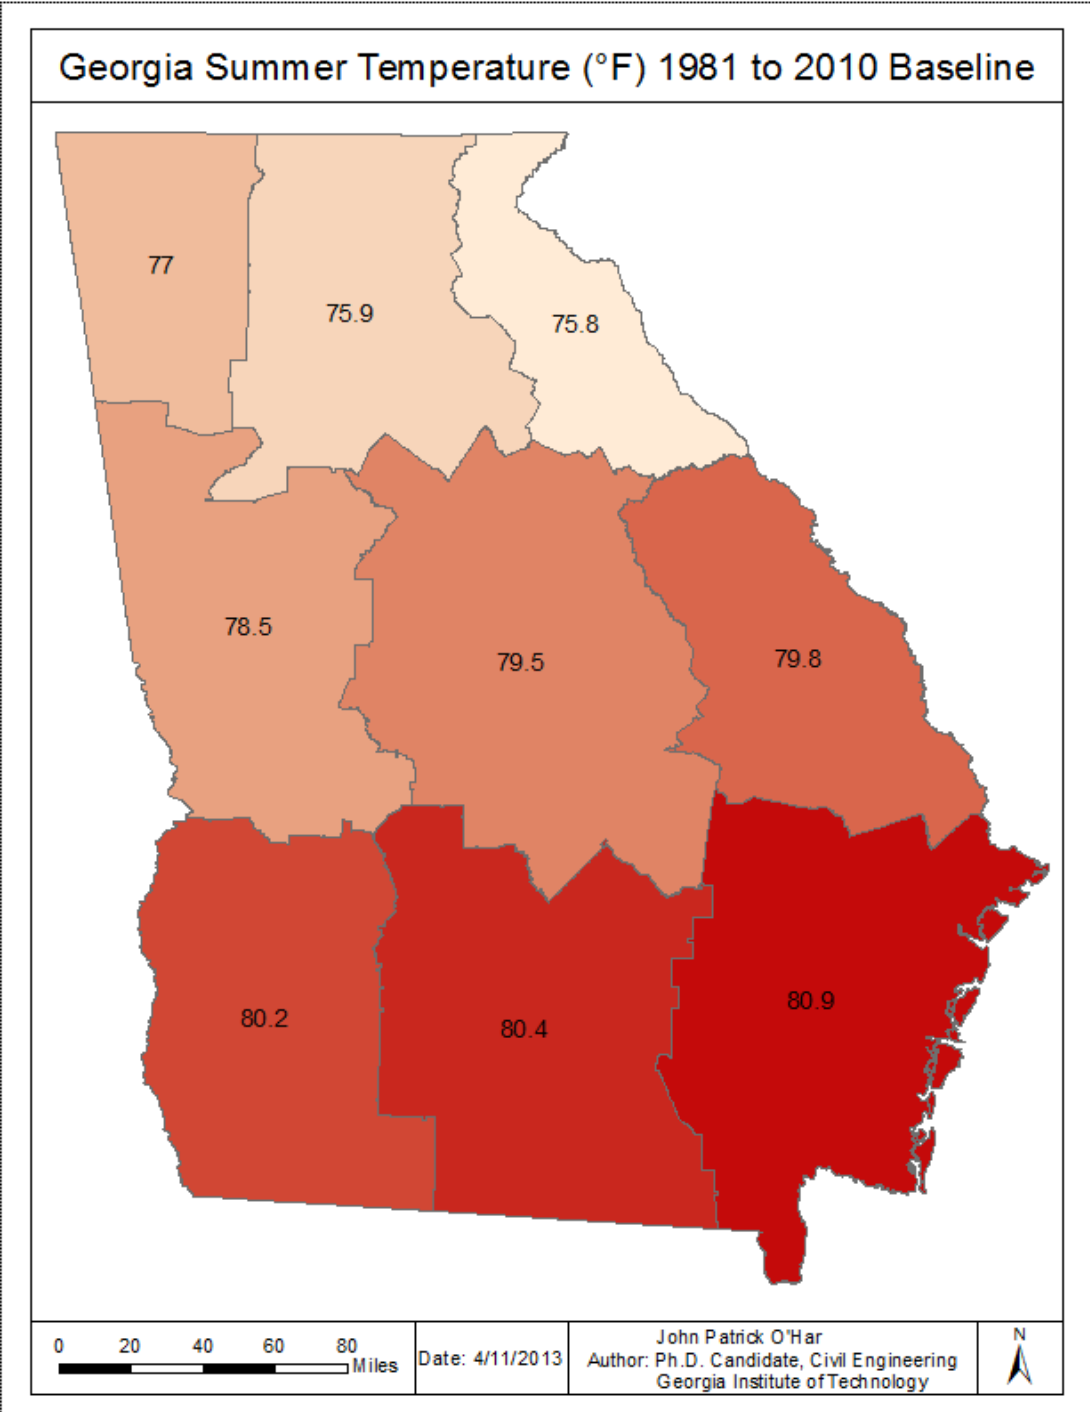 Georgia Summer Temperature (°F) 1981 to 2010 Baseline
77
75.9
75.8
78.5
79.5
79.8
80.2
80.4
80.9
0 20 40 60 80
Miles
Date: 4/11/2013
John Patrick O'Har
Author: Ph.D. Candidate, Civil Engineering
Georgia Institute of Technology
N